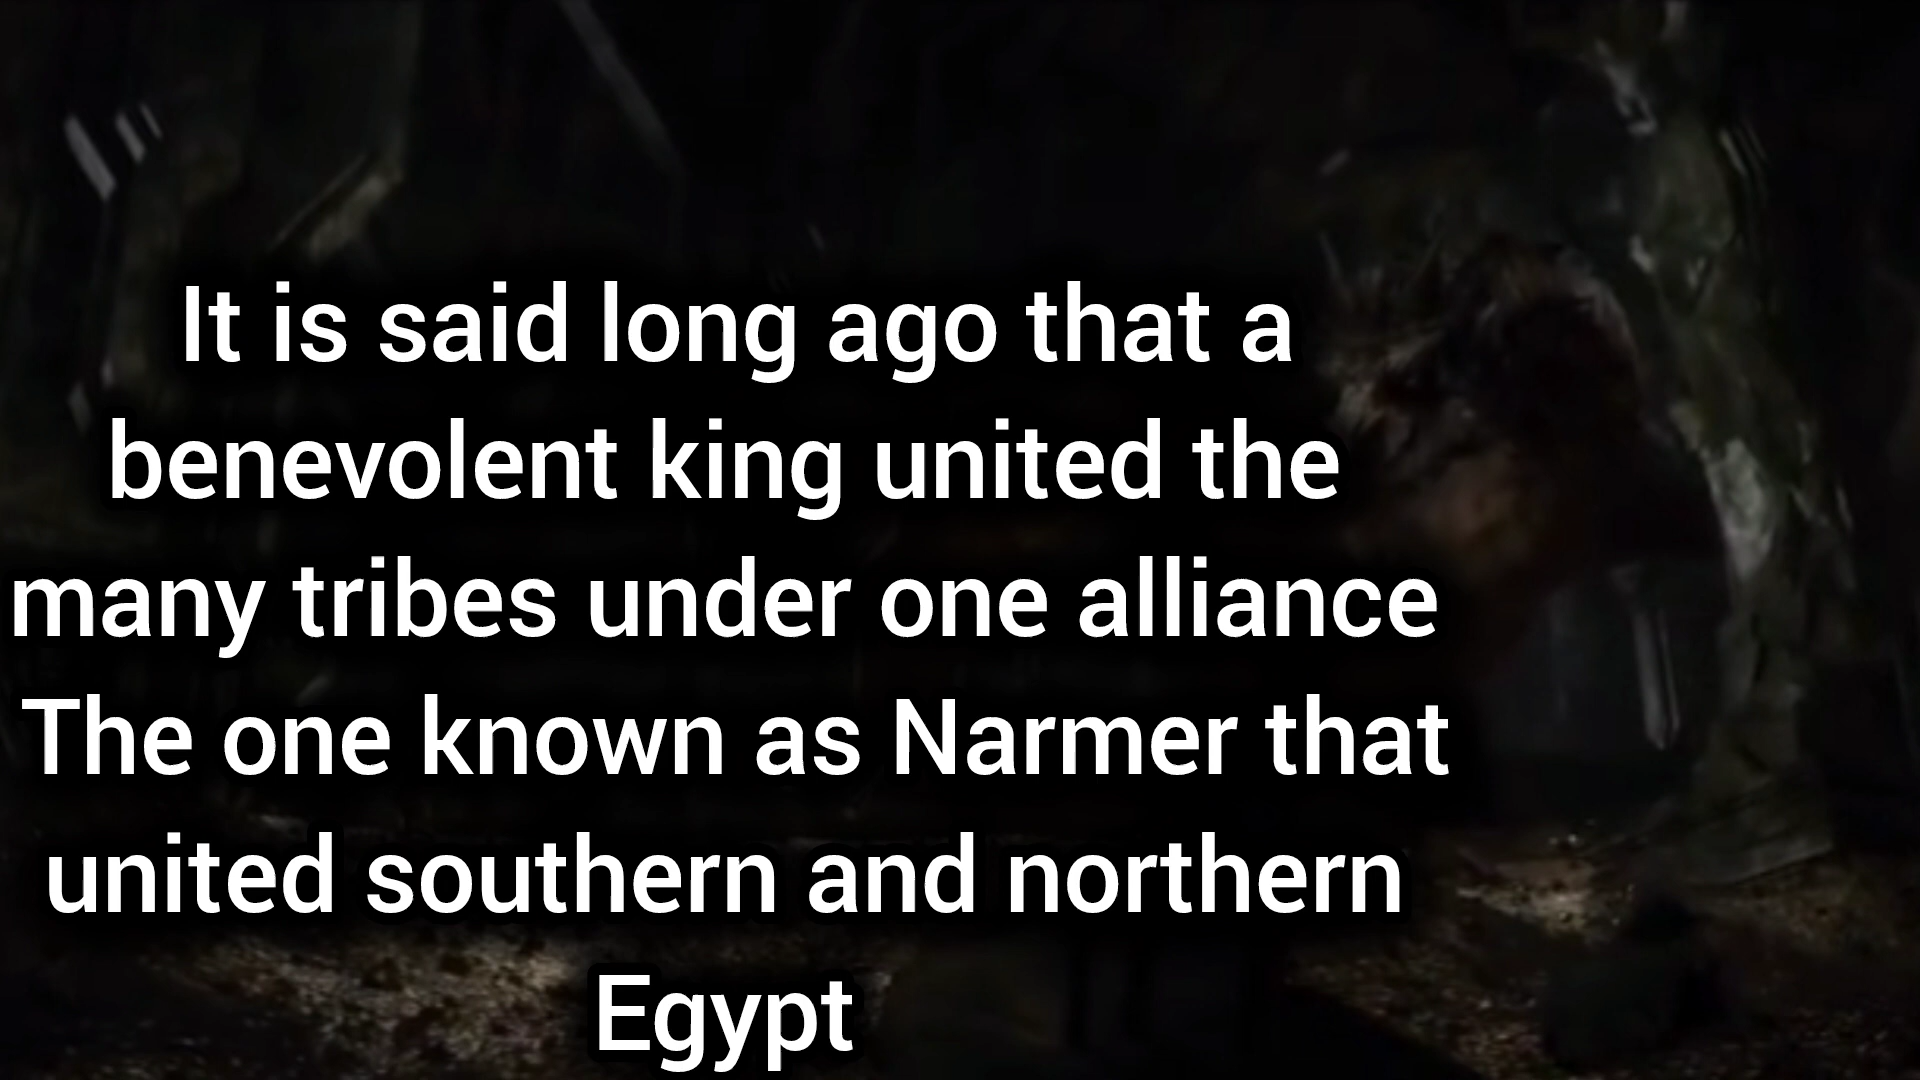 It is said long ago that a
benevolent king united the
many tribes under one alliance
The one known as Narmer that
united southern and northern
Egypt